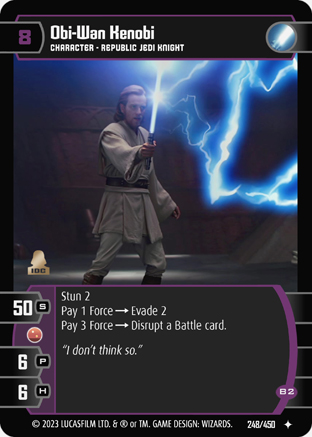 8
Obi-Wan Kenobi
CHARACTER • REPUBLIC JEDI KNIGHT
IDC
50 S
Stun 2
Pay 1 Force → Evade 2
Pay 3 Force → Disrupt a Battle card.
"I don't think so."
6 P
6 H
B2
© 2023 LUCASFILM LTD. & ® or TM. GAME DESIGN: WIZARDS. 248/450